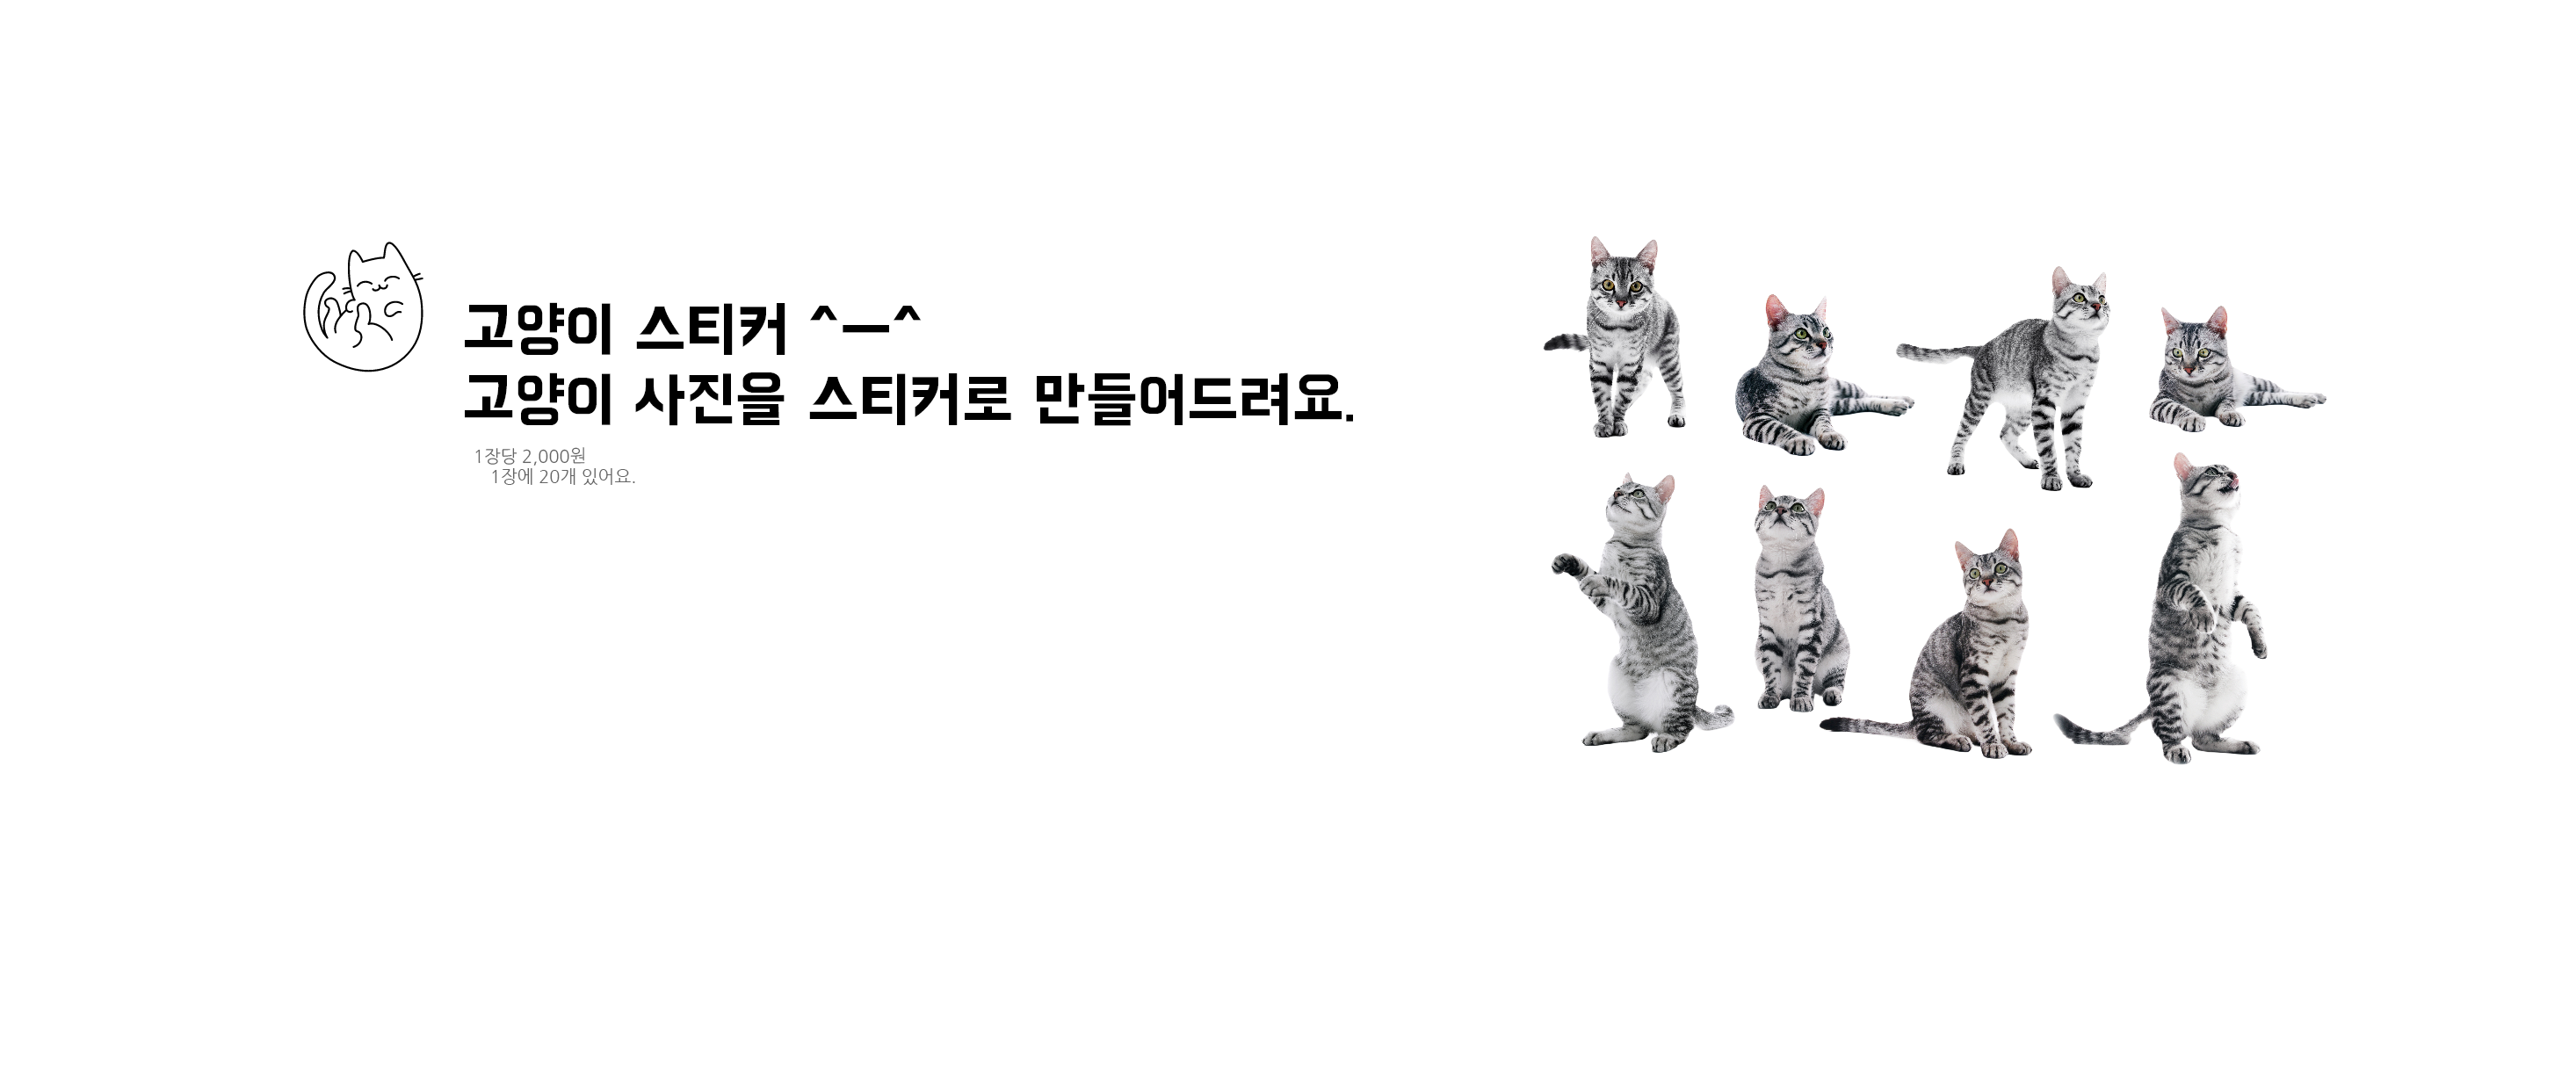 고양이 스티커 ^ㅡ^
고양이 사진을 스티커로 만들어드려요.
1장당 2,000원
1장에 20개 있어요.